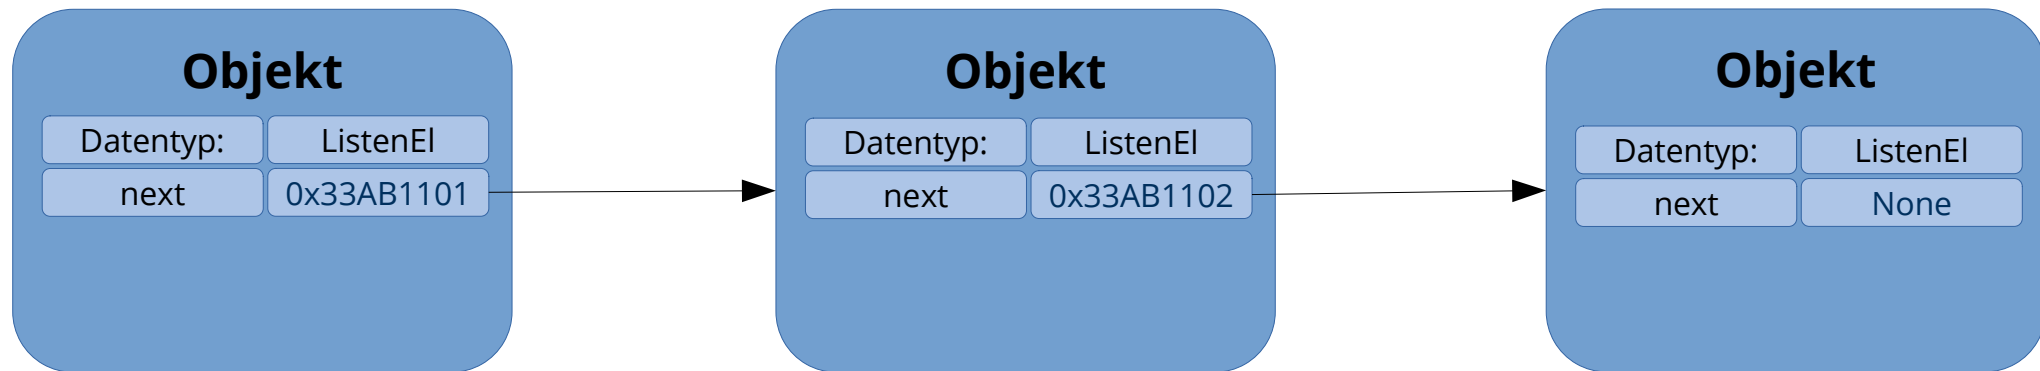 Objekt
Datentyp: ListenEl
next 0x33AB1101
Objekt
Datentyp: ListenEl
next 0x33AB1102
Objekt
Datentyp: ListenEl
next None